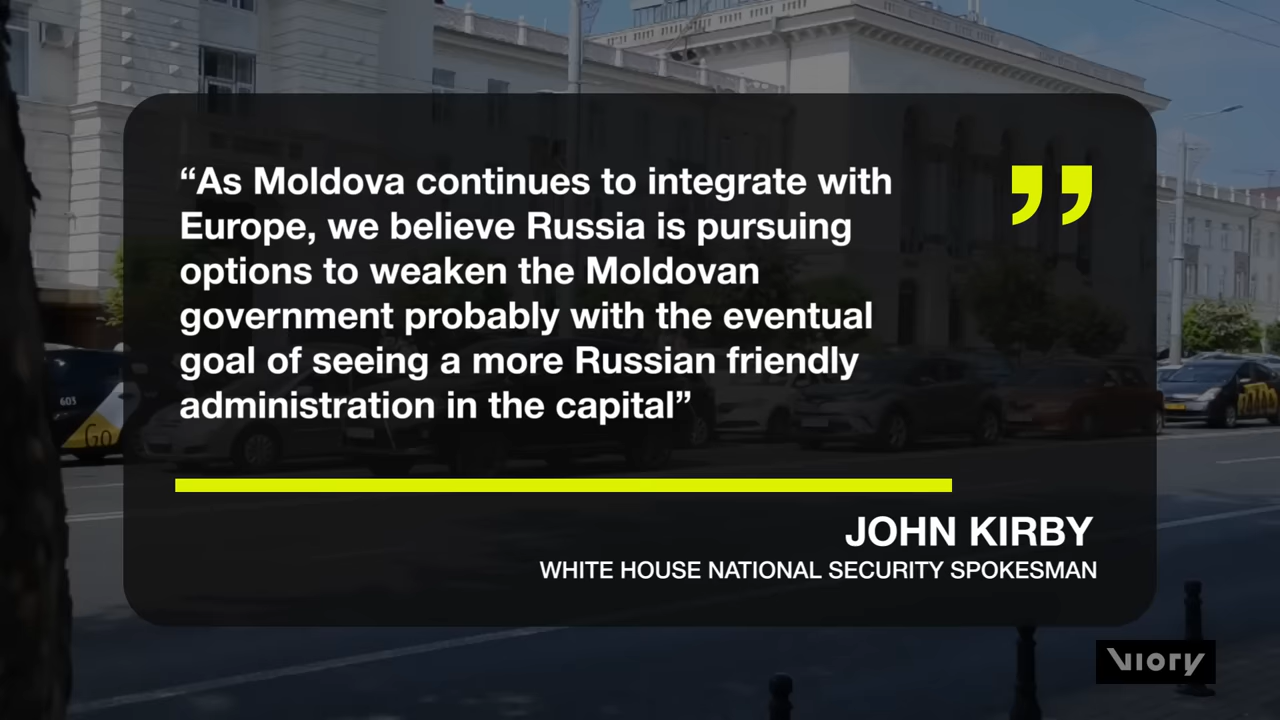 “As Moldova continues to integrate with
Europe, we believe Russia is pursuing
options to weaken the Moldovan
government probably with the eventual
goal of seeing a more Russian friendly
administration in the capital”
JOHN KIRBY
WHITE HOUSE NATIONAL SECURITY SPOKESMAN
603
Go
VIORY